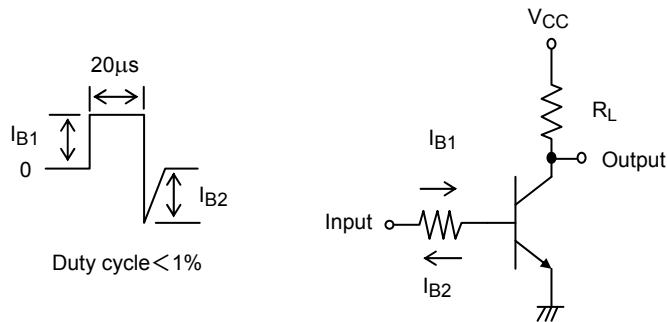 20μs
I_B1
0
I_B2
Duty cycle＜1%
V_CC
R_L
Output
I_B1
Input
I_B2